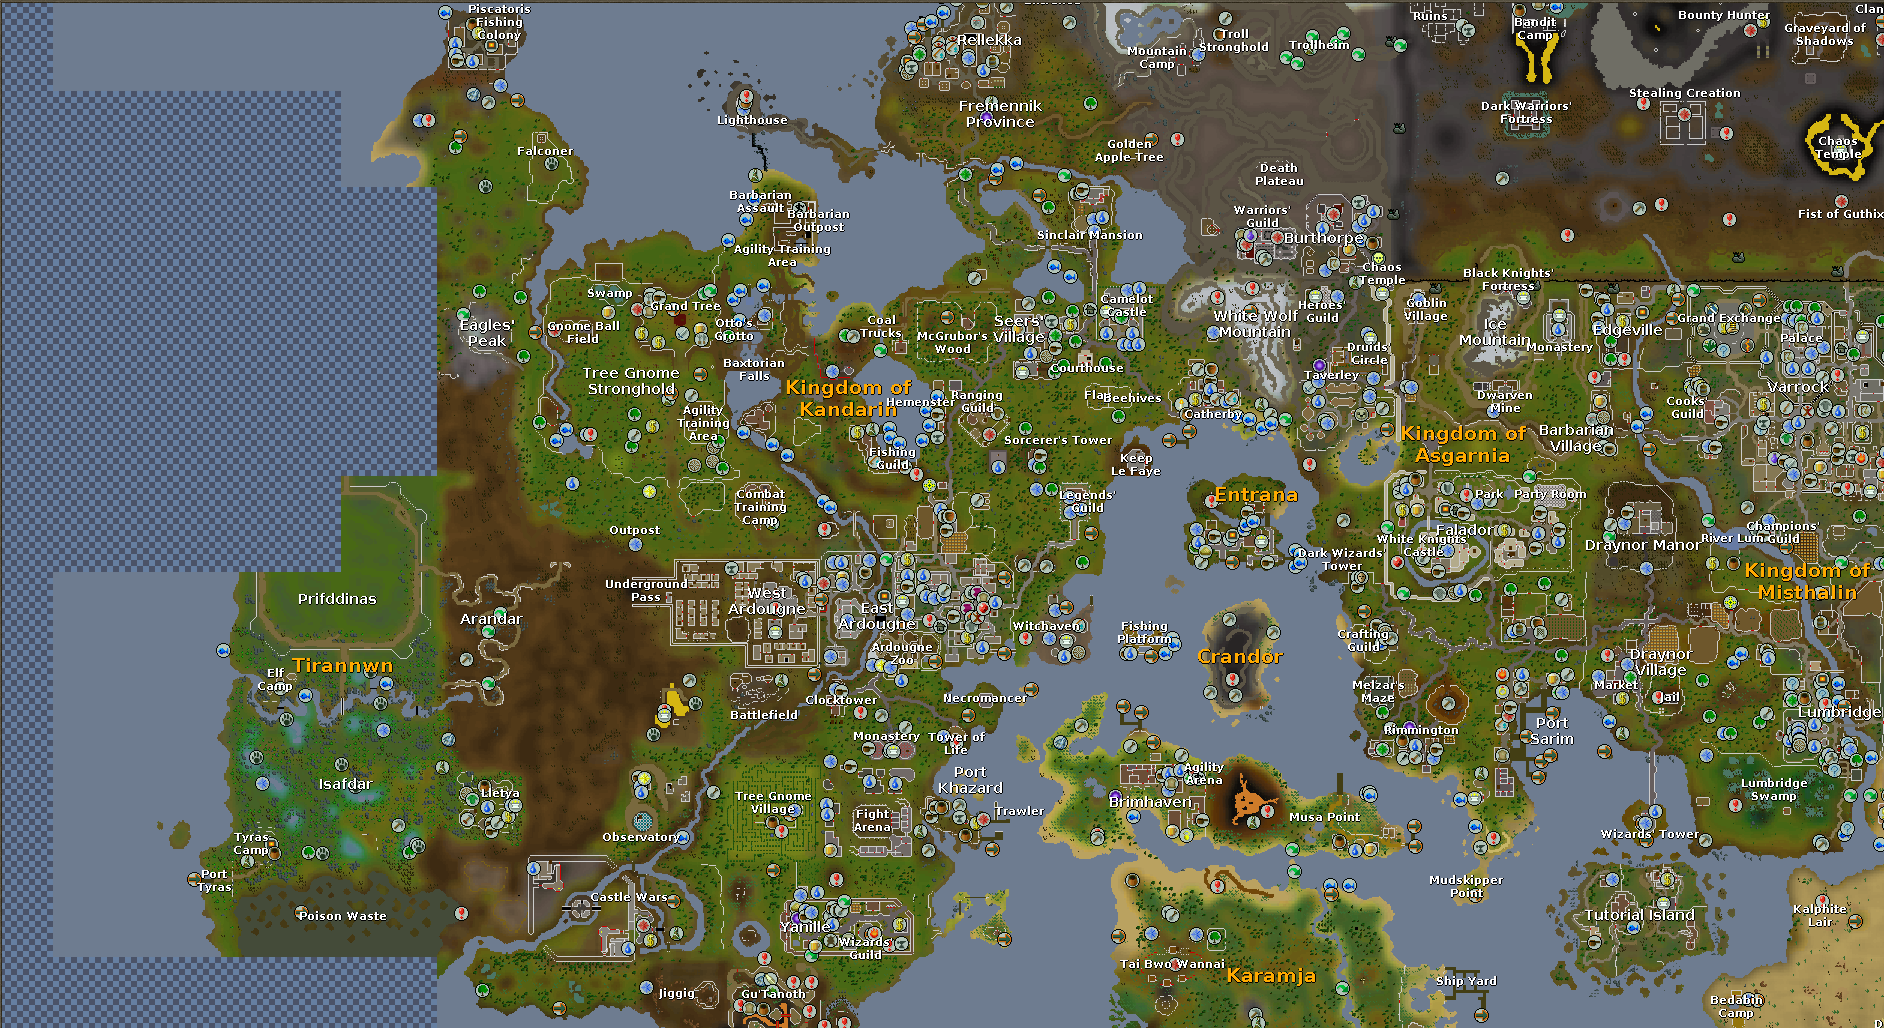 Piscatoris
Fishing
Colony
Rellekka
Mountain
Camp
Troll
Stronghold
Trollheim
Ruins
Bandit
Camp
Bounty Hunter
Clan
Graveyard of
Shadows
Lighthouse
Fremennik
Province
Golden
Apple Tree
Dark Warriors'
Fortress
Stealing Creation
Chaos
Temple
Falconer
Death
Plateau
Barbarian
Assault
Barbarian
Outpost
Agility Training
Area
Sinclair Mansion
Warriors'
Guild
Burthorpe
Fist of Guthix
Chaos
Temple
Black Knights'
Fortress
Swamp
Grand Tree
Gnome Ball
Field
Otto's
Grotto
Eagles'
Peak
Coal
Trucks
McGrubor's
Wood
Seers'
Village
Camelot
Castle
Courthouse
White Wolf
Mountain
Heroes'
Guild
Goblin
Village
Ice
Mountain
Monastery
Edgeville
Grand Exchange
Palace
Druids'
Circle
Taverley
Baxtorian
Falls
Tree Gnome
Stronghold
Kingdom of
Kandarin
Hemenster
Ranging
Guild
Fla
Beehives
Catherby
Dwarven
Mine
Cooks'
Guild
Varrock
Agility
Training
Area
Fishing
Guild
Sorcerer's Tower
Keep
Le Faye
Kingdom of
Asgarnia
Barbarian
Village
Combat
Training
Camp
Legends'
Guild
Entrana
Park
Party Room
Falador
White Knights'
Castle
Dark Wizards'
Tower
Draynor Manor
Champions'
Guild
River Lum
Kingdom of
Misthalin
Outpost
Underground
Pass
West
Ardougne
East
Ardougne
Ardougne
Zoo
Witchaven
Fishing
Platform
Crandor
Crafting
Guild
Draynor
Village
Market
Jail
Prifddinas
Arandar
Tirannwn
Elf
Camp
Battlefield
Clocktower
Necromancer
Monastery
Tower of
Life
Melzar's
Maze
Rimmington
Port
Sarim
Lumbridge
Isafdar
Lletya
Tree Gnome
Village
Port
Khazard
Trawler
Fight
Arena
Observatory
Agility
Arena
Brimhaven
Musa Point
Lumbridge
Swamp
Wizards' Tower
Tyras
Camp
Port
Tyras
Poison Waste
Castle Wars
Yanille
Wizards'
Guild
Mudskipper
Point
Tutorial Island
Kalphite
Lair
Tai Bwo Wannai
Karamja
Ship Yard
Jiggig
Gu'Tanoth
Bedabin
Camp